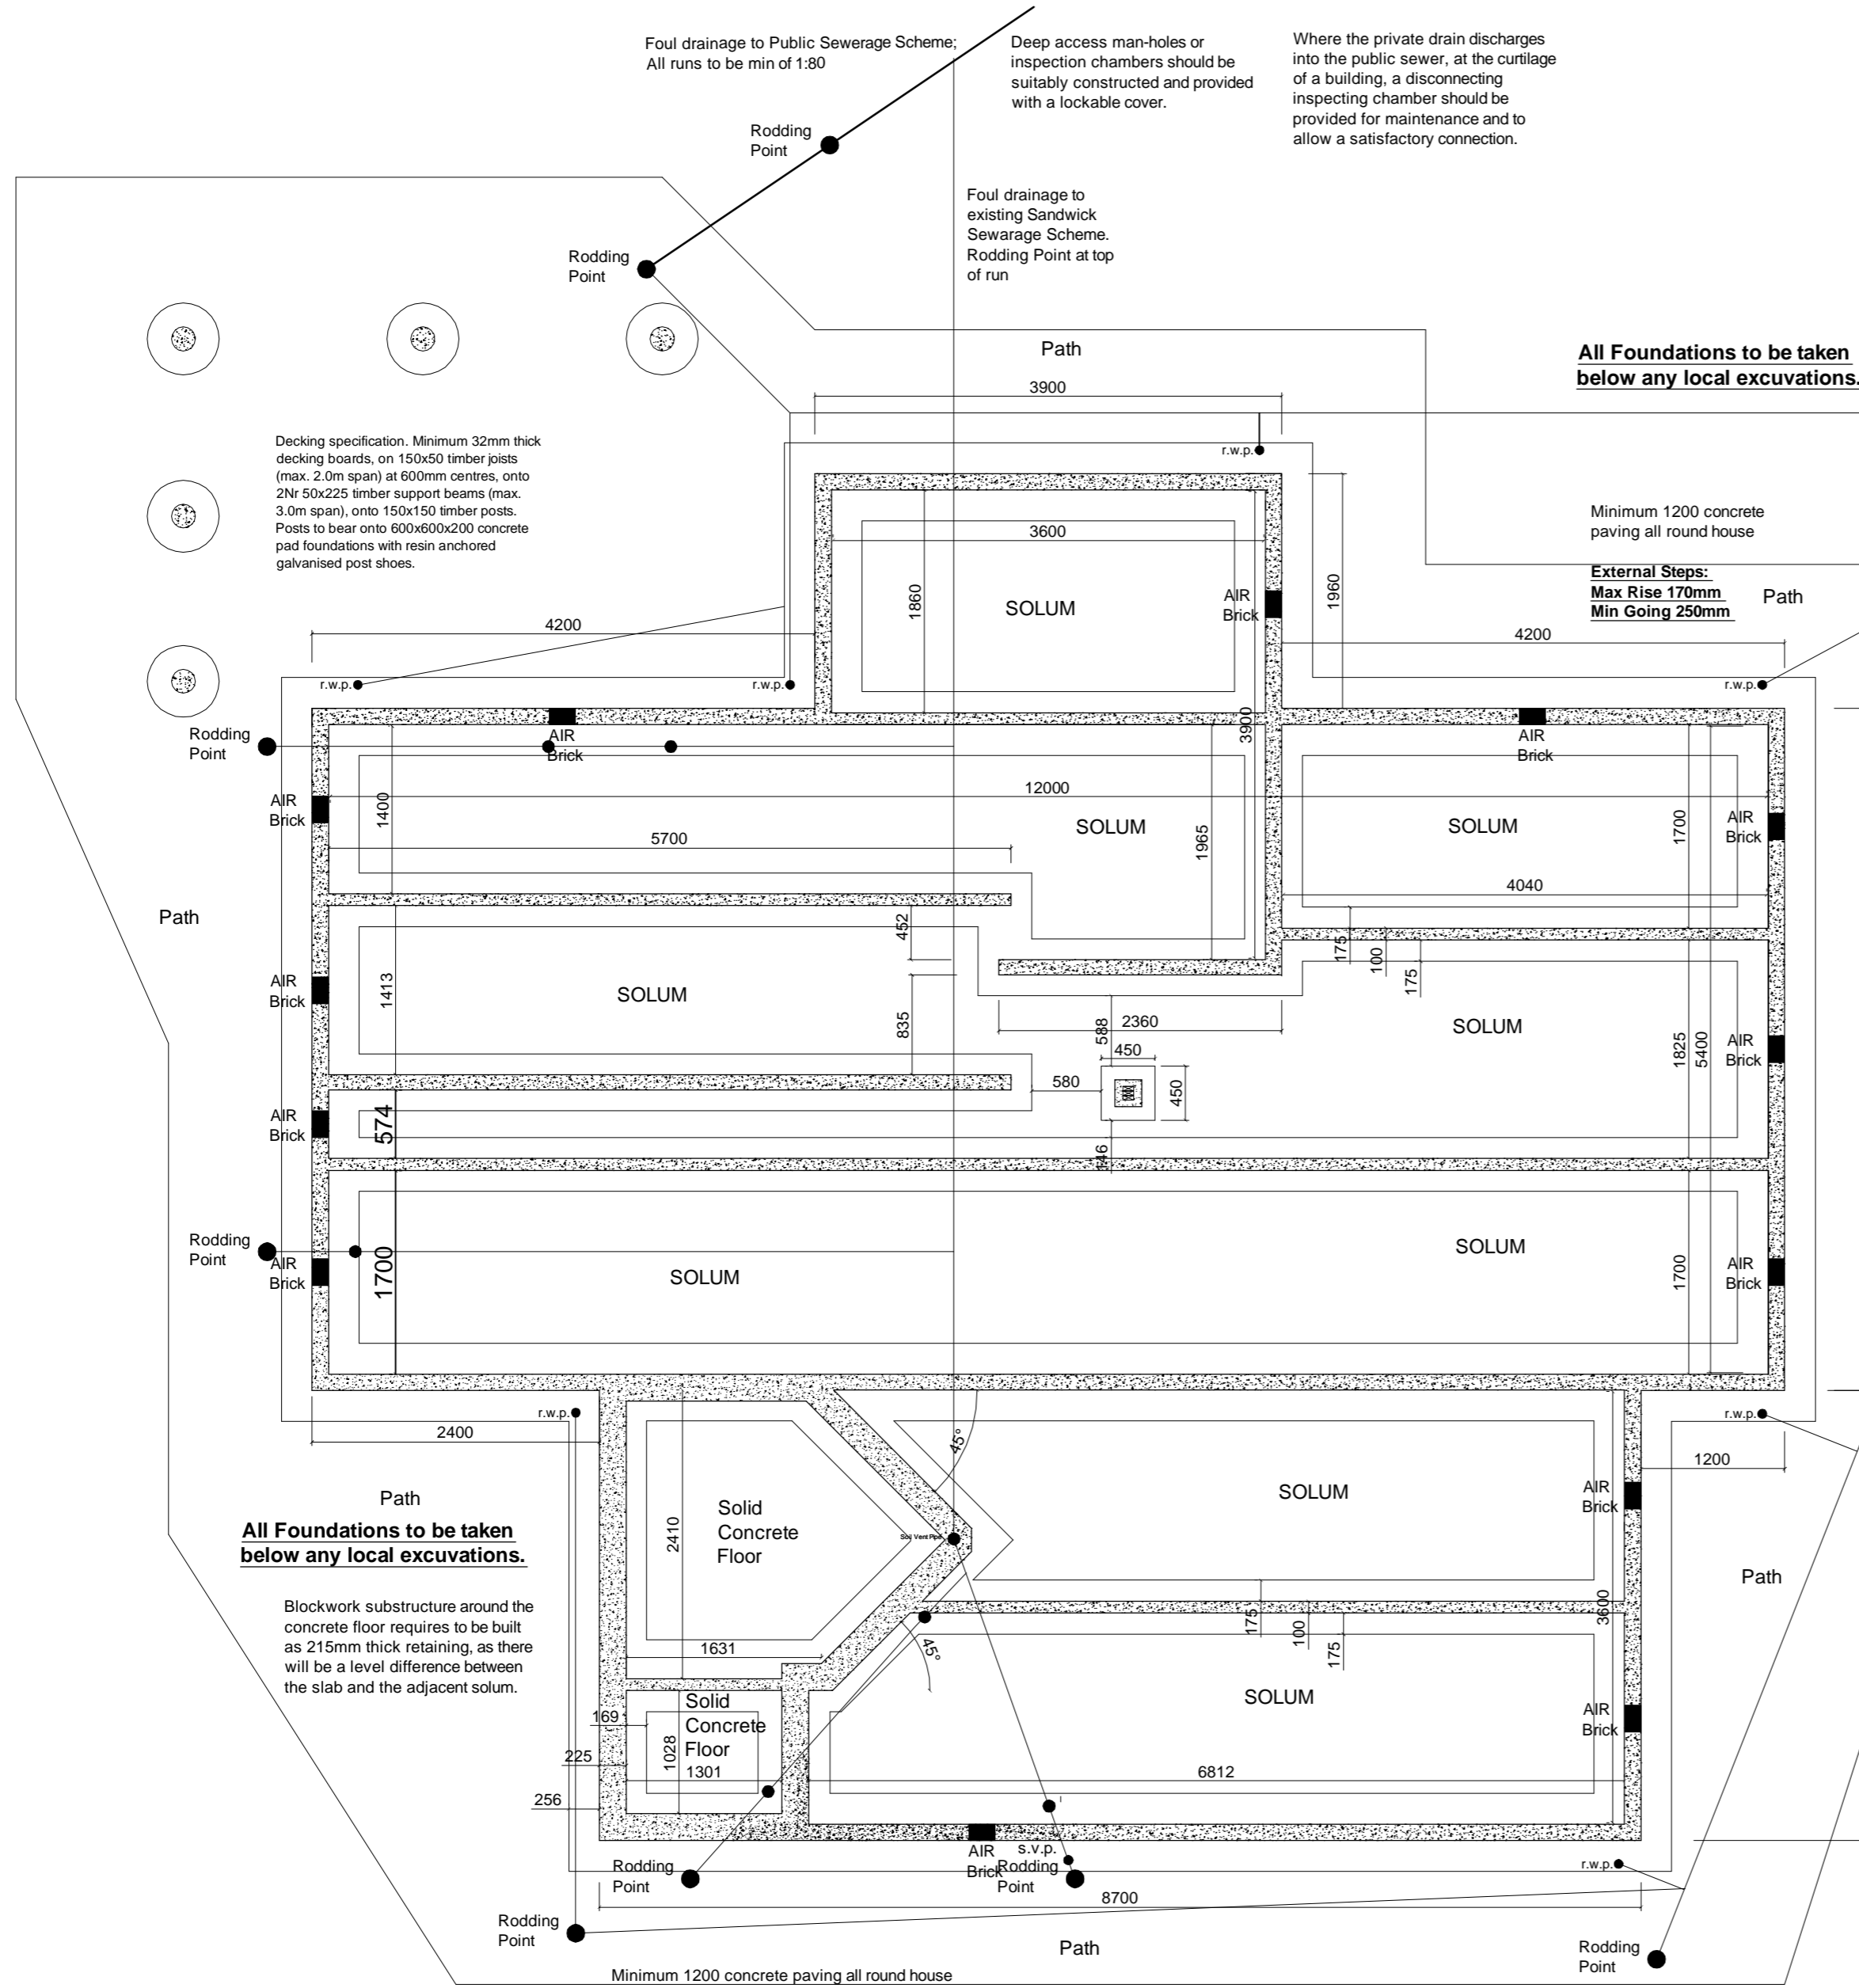 Foul drainage to Public Sewerage Scheme;
All runs to be min of 1:80
Deep access man-holes or
inspection chambers should be
suitably constructed and provided
with a lockable cover.
Where the private drain discharges
into the public sewer, at the curtilage
of a building, a disconnecting
inspecting chamber should be
provided for maintenance and to
allow a satisfactory connection.
Rodding
Point
Foul drainage to
existing Sandwick
Sewarage Scheme.
Rodding Point at top
of run
Rodding
Point
Path
3900
All Foundations to be taken
below any local excuvations.
Decking specification. Minimum 32mm thick
decking boards, on 150x50 timber joists
(max. 2.0m span) at 600mm centres, onto
2Nr 50x225 timber support beams (max.
3.0m span), onto 150x150 timber posts.
Posts to bear onto 600x600x200 concrete
pad foundations with resin anchored
galvanised post shoes.
r.w.p.
Minimum 1200 concrete
paving all round house
External Steps:
Max Rise 170mm
Min Going 250mm
Path
3600
1860
SOLUM
AIR
Brick
1960
4200
4200
r.w.p.
r.w.p.
r.w.p.
Rodding
Point
AIR
Brick
3900
AIR
Brick
12000
AIR
Brick
1400
5700
SOLUM
1965
SOLUM
1700
AIR
Brick
4040
Path
452
175
100
175
AIR
Brick
1413
SOLUM
835
588
2360
SOLUM
1825
5400
AIR
Brick
450
580
450
AIR
Brick
574
146
Rodding
Point
AIR
Brick
1700
SOLUM
SOLUM
1700
AIR
Brick
r.w.p.
2400
45°
r.w.p.
1200
Path
All Foundations to be taken
below any local excuvations.
2410
Solid
Concrete
Floor
Soil Vent Pipe
SOLUM
AIR
Brick
Path
Blockwork substructure around the
concrete floor requires to be built
as 215mm thick retaining, as there
will be a level difference between
the slab and the adjacent solum.
1631
45°
175
100
175
3600
Solid
Concrete
Floor
SOLUM
AIR
Brick
169
225
1028
1301
6812
256
s.v.p.
AIR
Brick
Rodding
Point
Rodding
Point
r.w.p.
8700
Rodding
Point
Path
Rodding
Point
Minimum 1200 concrete paving all round house